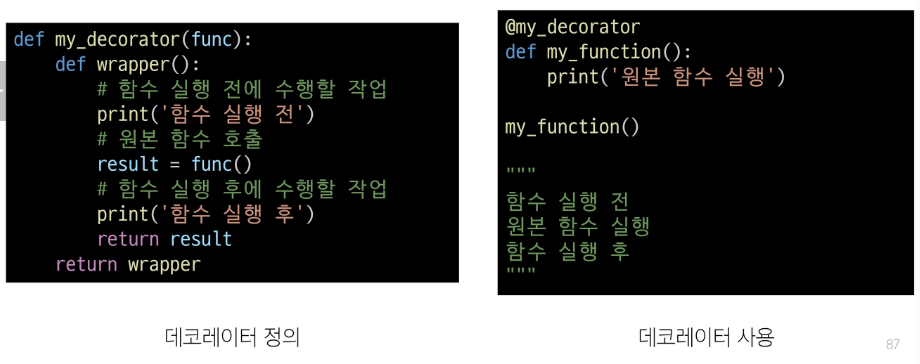 def my_decorator(func):
    def wrapper():
        # 함수 실행 전에 수행할 작업
        print('함수 실행 전')
        # 원본 함수 호출
        result = func()
        # 함수 실행 후에 수행할 작업
        print('함수 실행 후')
        return result
    return wrapper
데코레이터 정의
@my_decorator
def my_function():
    print('원본 함수 실행')
my_function()
"""
함수 실행 전
원본 함수 실행
함수 실행 후
"""
데코레이터 사용
87